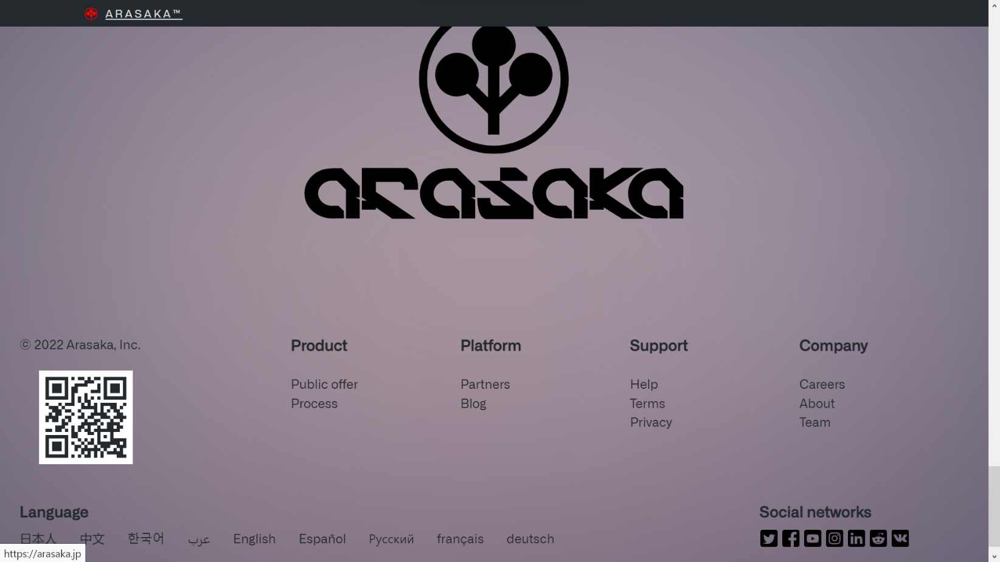 ARASAKA™
arasaka
© 2022 Arasaka, Inc.
Product
Public offer
Process
Platform
Partners
Blog
Support
Help
Terms
Privacy
Company
Careers
About
Team
Language
日本人 中文 한국어 عرب English Español Русский français deutsch
Social networks
https://arasaka.jp